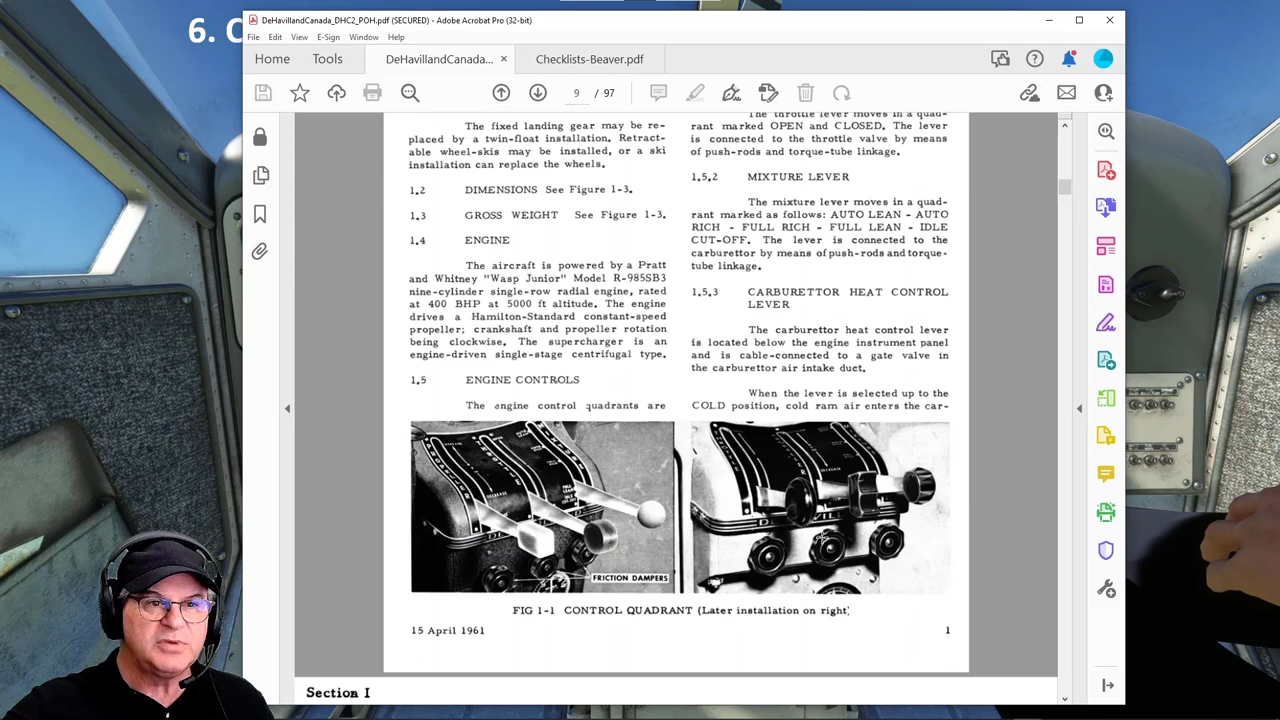 6. C
DeHavillandCanada_DHC2_POH.pdf (SECURED) - Adobe Acrobat Pro (32-bit)
File Edit View E-Sign Window Help
Home Tools DeHavillandCanada... × Checklists-Beaver.pdf
9 / 97
The fixed landing gear may be re-
placed by a twin-float installation. Retract-
able wheel-skis may be installed, or a ski
installation can replace the wheels.
1.2 DIMENSIONS See Figure 1-3.
1.3 GROSS WEIGHT See Figure 1-3.
1.4 ENGINE
The aircraft is powered by a Pratt
and Whitney "Wasp Junior" Model R-985SB3
nine-cylinder single-row radial engine, rated
at 400 BHP at 5000 ft altitude. The engine
drives a Hamilton-Standard constant-speed
propeller; crankshaft and propeller rotation
being clockwise. The supercharger is an
engine-driven single-stage centrifugal type.
1.5 ENGINE CONTROLS
The engine control quadrants are
The throttle lever moves in a quad-
rant marked OPEN and CLOSED. The lever
is connected to the throttle valve by means
of push-rods and torque-tube linkage.
1.5.2 MIXTURE LEVER
The mixture lever moves in a quad-
rant marked as follows: AUTO LEAN - AUTO
RICH - FULL RICH - FULL LEAN - IDLE
CUT-OFF. The lever is connected to the
carburettor by means of push-rods and torque-
tube linkage.
1.5.3 CARBURETTOR HEAT CONTROL
LEVER
The carburettor heat control lever
is located below the engine instrument panel
and is cable-connected to a gate valve in
the carburettor air intake duct.
When the lever is selected up to the
COLD position, cold ram air enters the car-
FRICTION DAMPERS
FIG 1-1 CONTROL QUADRANT (Later installation on right)
15 April 1961 1
Section I